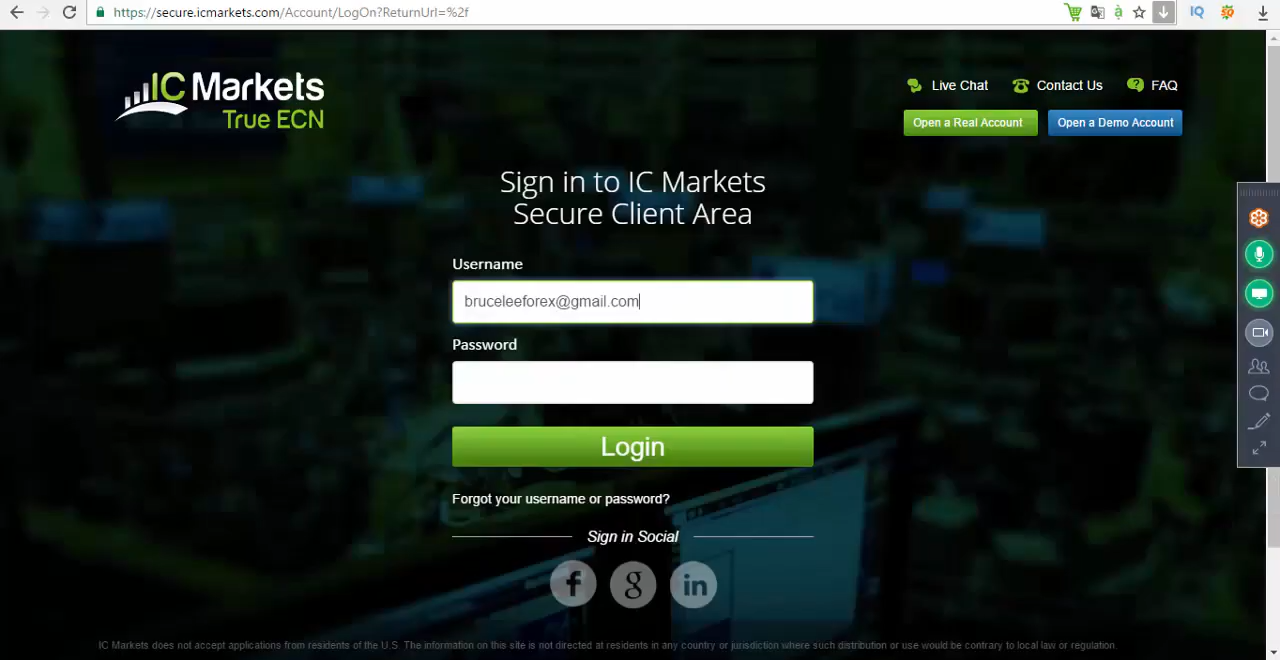 https://secure.icmarkets.com/Account/LogOn?ReturnUrl=%2f
IQ
IC Markets
True ECN
Live Chat
Contact Us
FAQ
Open a Real Account
Open a Demo Account
Sign in to IC Markets
Secure Client Area
Username
bruceleeforex@gmail.com
Password
Login
Forgot your username or password?
Sign in Social
f
g
in
IC Markets does not accept applications from residents of the U.S. The information on this site is not directed at residents in any country or jurisdiction where such distribution or use would be contrary to local law or regulation.